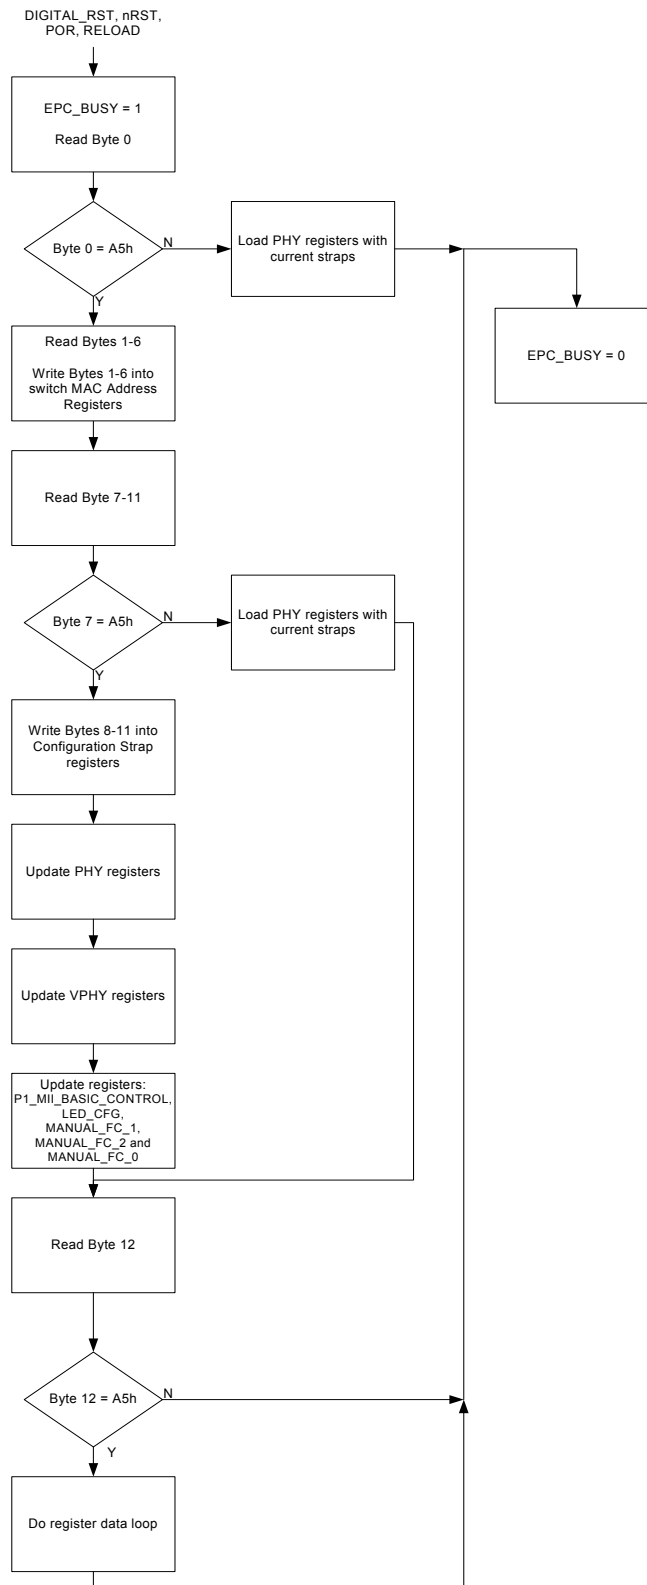 DIGITAL_RST, nRST,
POR, RELOAD
EPC_BUSY = 1
Read Byte 0
Byte 0 = A5h
N
Load PHY registers with
current straps
Y
Read Bytes 1-6
Write Bytes 1-6 into
switch MAC Address
Registers
EPC_BUSY = 0
Read Byte 7-11
Byte 7 = A5h
N
Load PHY registers with
current straps
Y
Write Bytes 8-11 into
Configuration Strap
registers
Update PHY registers
Update VPHY registers
Update registers:
P1_MII_BASIC_CONTROL,
LED_CFG,
MANUAL_FC_1,
MANUAL_FC_2 and
MANUAL_FC_0
Read Byte 12
Byte 12 = A5h
N
Y
Do register data loop